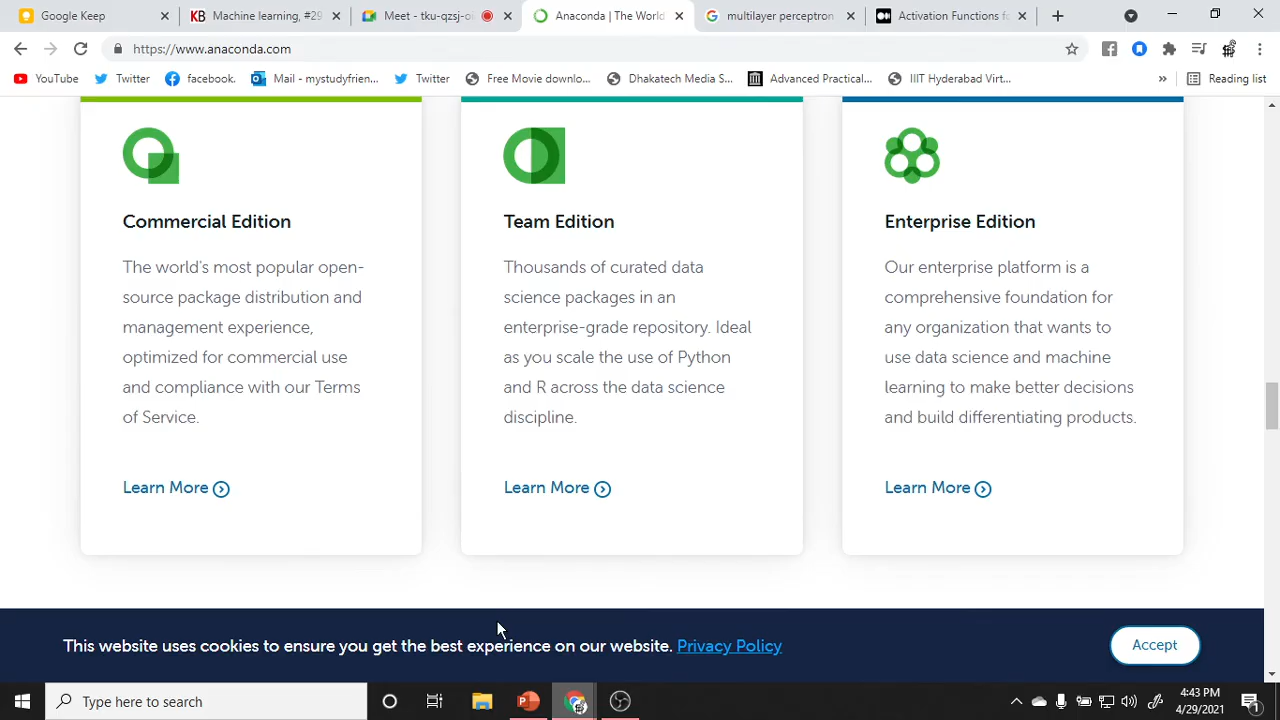 Google Keep
Machine learning, #29
Meet - tku-qzsj-o
Anaconda | The World
multilayer perceptron
Activation Functions fo
https://www.anaconda.com
YouTube
Twitter
facebook.
Mail - mystudyfrien...
Twitter
Free Movie downlo...
Dhakatech Media S...
Advanced Practical...
IIIT Hyderabad Virt...
»
Reading list
Commercial Edition
The world's most popular open-
source package distribution and
management experience,
optimized for commercial use
and compliance with our Terms
of Service.
Learn More
Team Edition
Thousands of curated data
science packages in an
enterprise-grade repository. Ideal
as you scale the use of Python
and R across the data science
discipline.
Learn More
Enterprise Edition
Our enterprise platform is a
comprehensive foundation for
any organization that wants to
use data science and machine
learning to make better decisions
and build differentiating products.
Learn More
This website uses cookies to ensure you get the best experience on our website. Privacy Policy
Accept
Type here to search
4:43 PM
4/29/2021